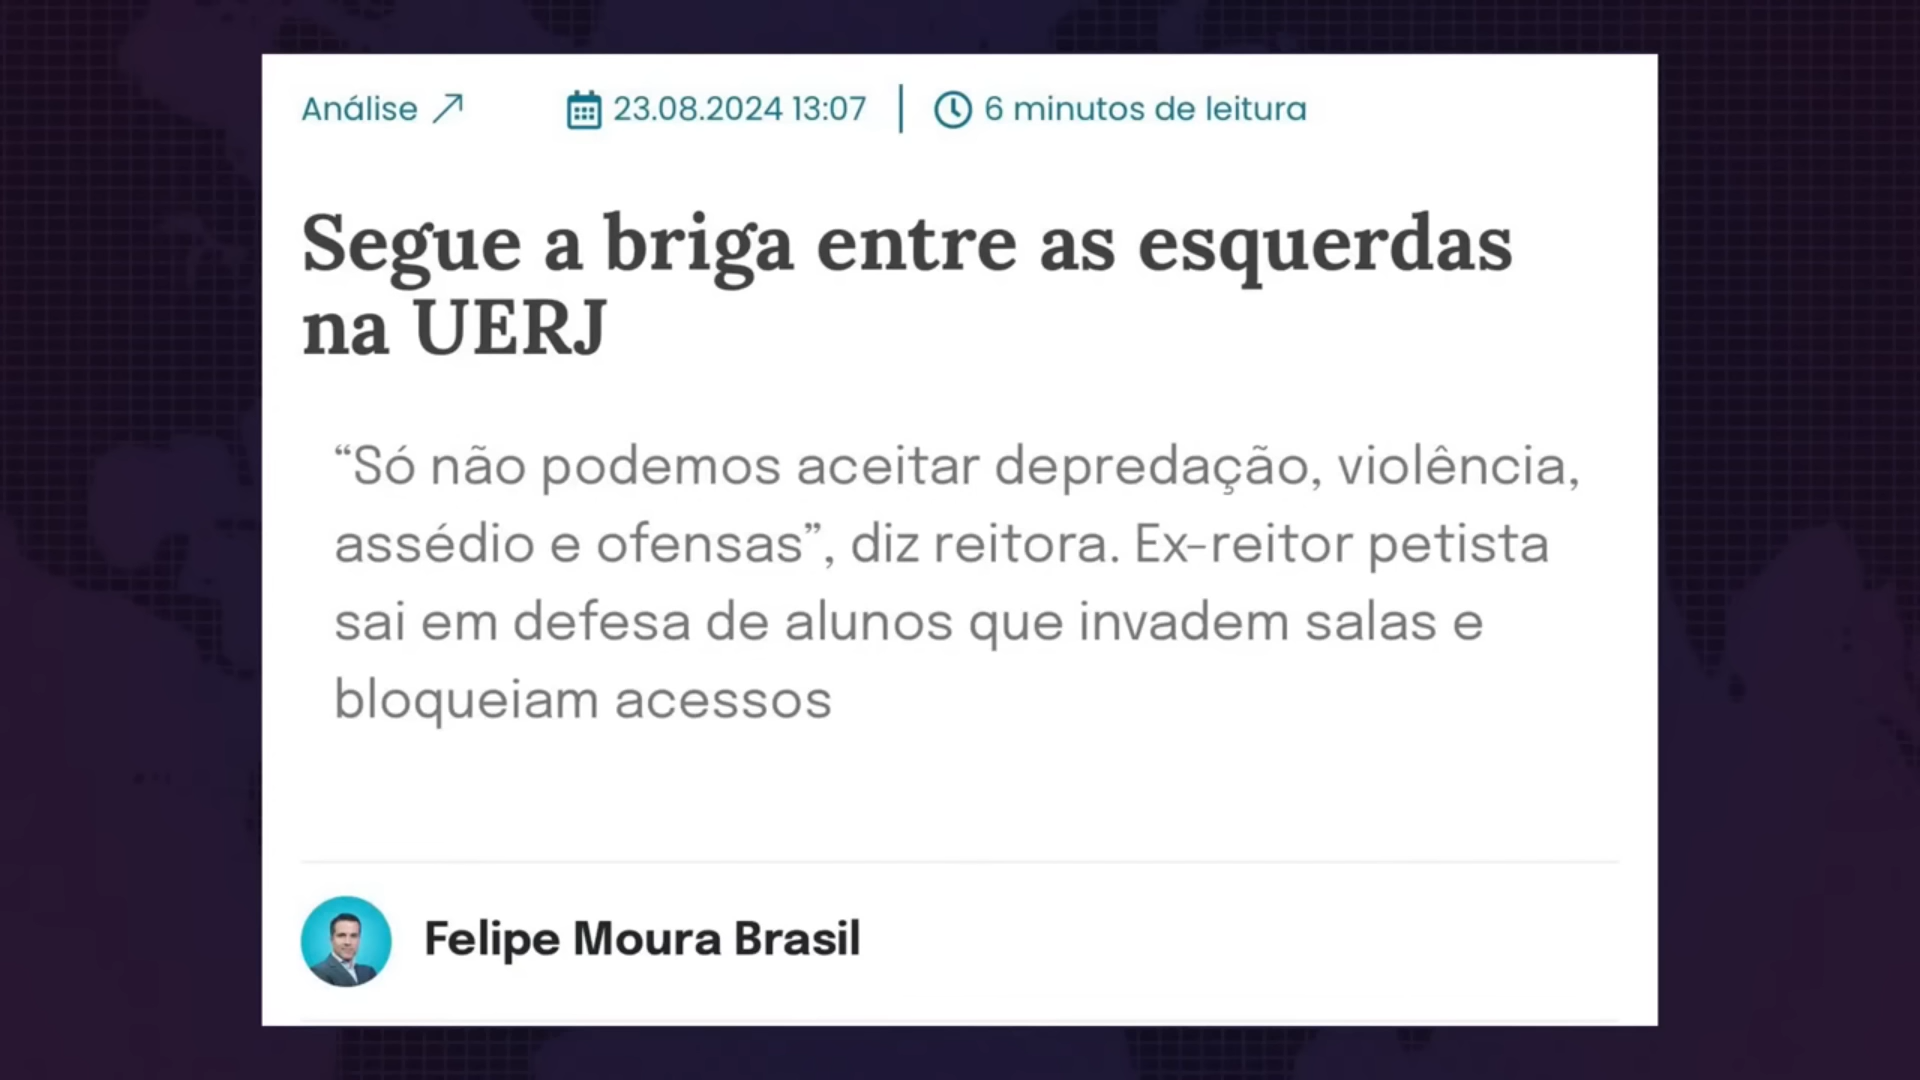 Análise
23.08.2024 13:07
6 minutos de leitura
Segue a briga entre as esquerdas
na UERJ
“Só não podemos aceitar depredação, violência,
assédio e ofensas”, diz reitora. Ex-reitor petista
sai em defesa de alunos que invadem salas e
bloqueiam acessos
Felipe Moura Brasil